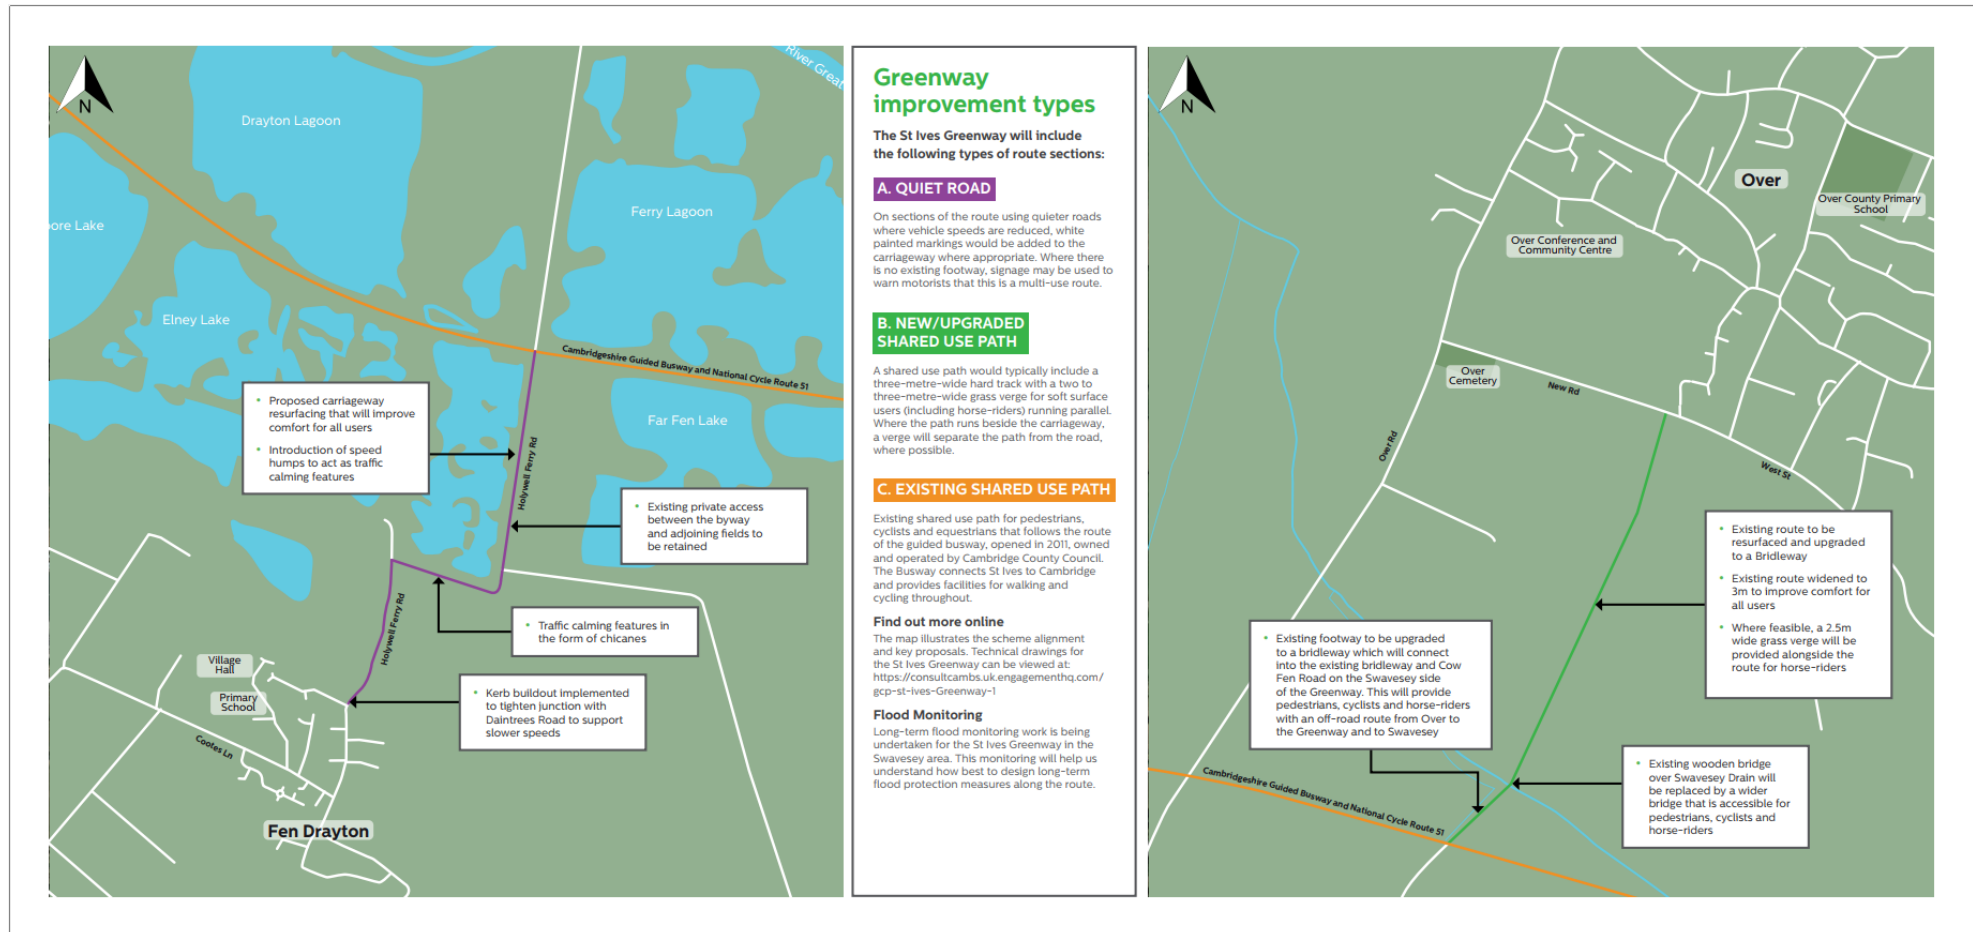 N
Drayton Lagoon
River Great
Ferry Lagoon
ore Lake
Elney Lake
Cambridgeshire Guided Busway and National Cycle Route 51
Far Fen Lake
• Proposed carriageway
resurfacing that will improve
comfort for all users
• Introduction of speed
humps to act as traffic
calming features
Holywell Ferry Rd
• Existing private access
between the byway
and adjoining fields to
be retained
• Traffic calming features in
the form of chicanes
Holywell Ferry Rd
Village
Hall
Primary
School
• Kerb buildout implemented
to tighten junction with
Daintrees Road to support
slower speeds
Cootes Ln
Fen Drayton
Greenway
improvement types
The St Ives Greenway will include
the following types of route sections:
A. QUIET ROAD
On sections of the route using quieter roads
where vehicle speeds are reduced, white
painted markings would be added to the
carriageway where appropriate. Where there
is no existing footway, signage may be used to
warn motorists that this is a multi-use route.
B. NEW/UPGRADED
SHARED USE PATH
A shared use path would typically include a
three-metre-wide hard track with a two to
three-metre-wide grass verge for soft surface
users (including horse-riders) running parallel.
Where the path runs beside the carriageway,
a verge will separate the path from the road,
where possible.
C. EXISTING SHARED USE PATH
Existing shared use path for pedestrians,
cyclists and equestrians that follows the route
of the guided busway, opened in 2011, owned
and operated by Cambridge County Council.
The Busway connects St Ives to Cambridge
and provides facilities for walking and
cycling throughout.
Find out more online
The map illustrates the scheme alignment
and key proposals. Technical drawings for
the St Ives Greenway can be viewed at:
https://consultcambs.uk.engagementhq.com/
gcp-st-ives-Greenway-1
Flood Monitoring
Long-term flood monitoring work is being
undertaken for the St Ives Greenway in the
Swavesey area. This monitoring will help us
understand how best to design long-term
flood protection measures along the route.
N
Over
Over County Primary
School
Over Conference and
Community Centre
Over
Cemetery
New Rd
Over Rd
West St
• Existing route to be
resurfaced and upgraded
to a Bridleway
• Existing route widened to
3m to improve comfort for
all users
• Where feasible, a 2.5m
wide grass verge will be
provided alongside the
route for horse-riders
• Existing footway to be upgraded
to a bridleway which will connect
into the existing bridleway and Cow
Fen Road on the Swavesey side
of the Greenway. This will provide
pedestrians, cyclists and horse-riders
with an off-road route from Over to
the Greenway and to Swavesey
• Existing wooden bridge
over Swavesey Drain will
be replaced by a wider
bridge that is accessible for
pedestrians, cyclists and
horse-riders
Cambridgeshire Guided Busway and National Cycle Route 51